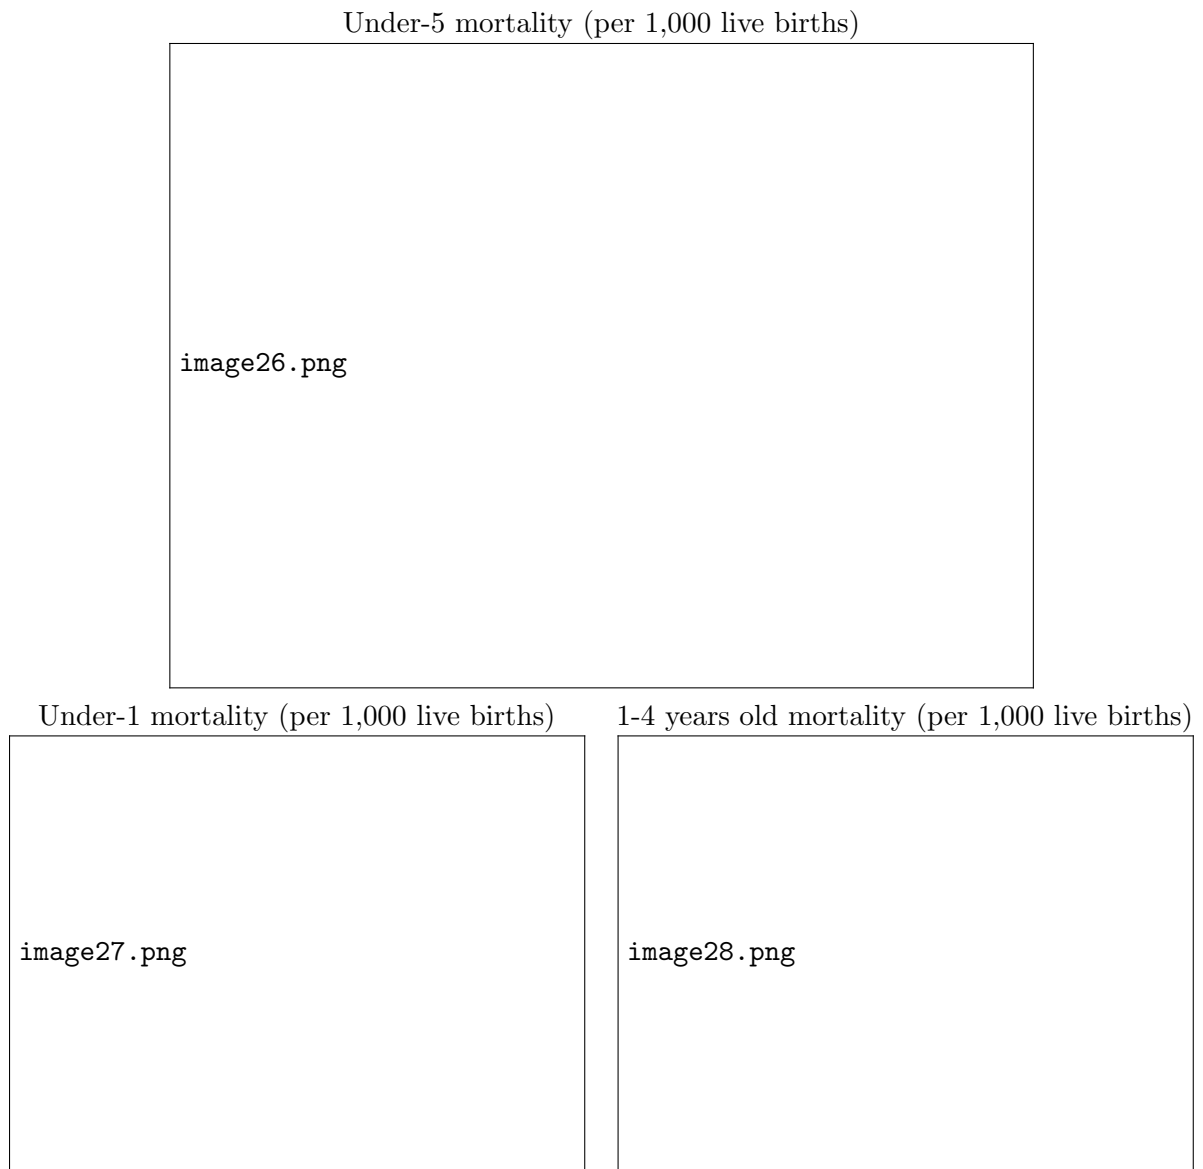 Under-5 mortality (per 1,000 live births)
image26.png
Under-1 mortality (per 1,000 live births)
1-4 years old mortality (per 1,000 live births)
image27.png
image28.png